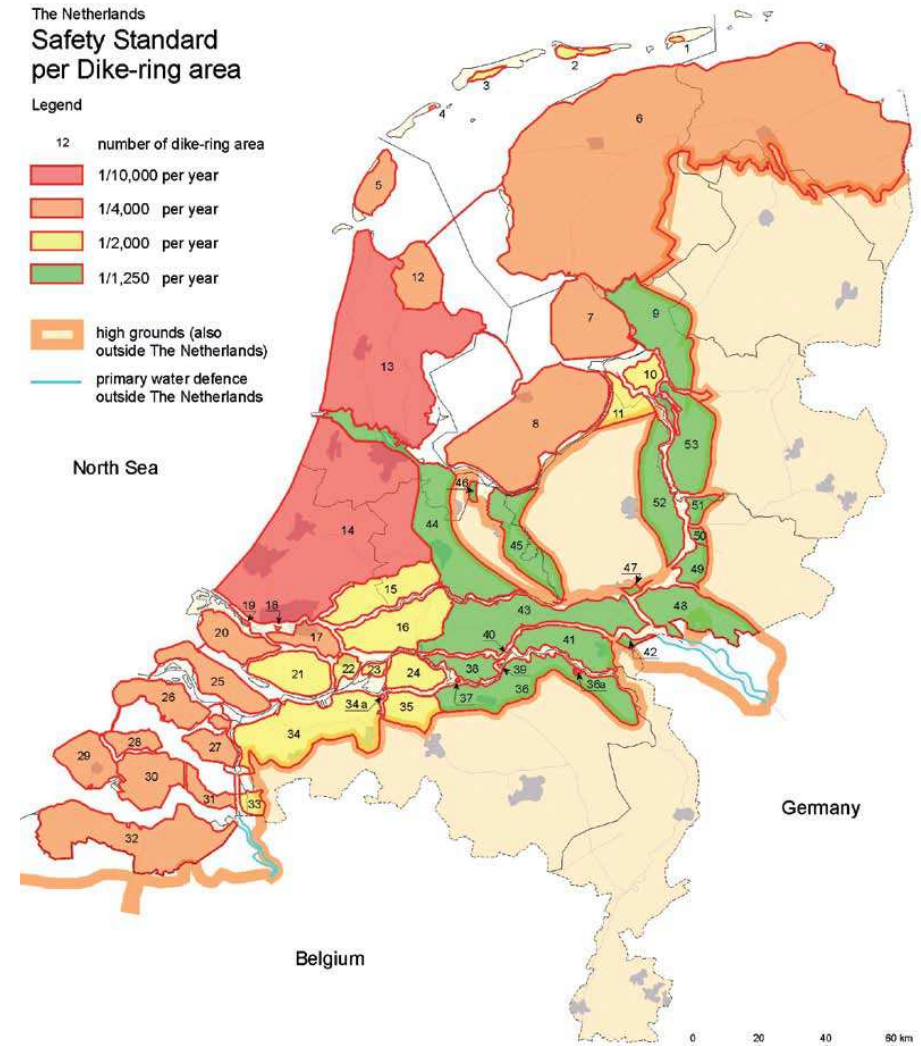 The Netherlands
Safety Standard
per Dike-ring area
Legend
12 number of dike-ring area
1/10,000 per year
1/4,000 per year
1/2,000 per year
1/1,250 per year
high grounds (also
outside The Netherlands)
primary water defence
outside The Netherlands
North Sea
Germany
Belgium
1
2
3
4
5
6
12
7
9
13
10
11
8
53
46
52
51
44
14
45
50
47
49
15
48
19 18
43
20
17
16
40
41
42
21
22
23
24
38
39
25
36a
26
34a
37
36
35
34
28
27
29
30
31
33
32
0 20 40 60 km